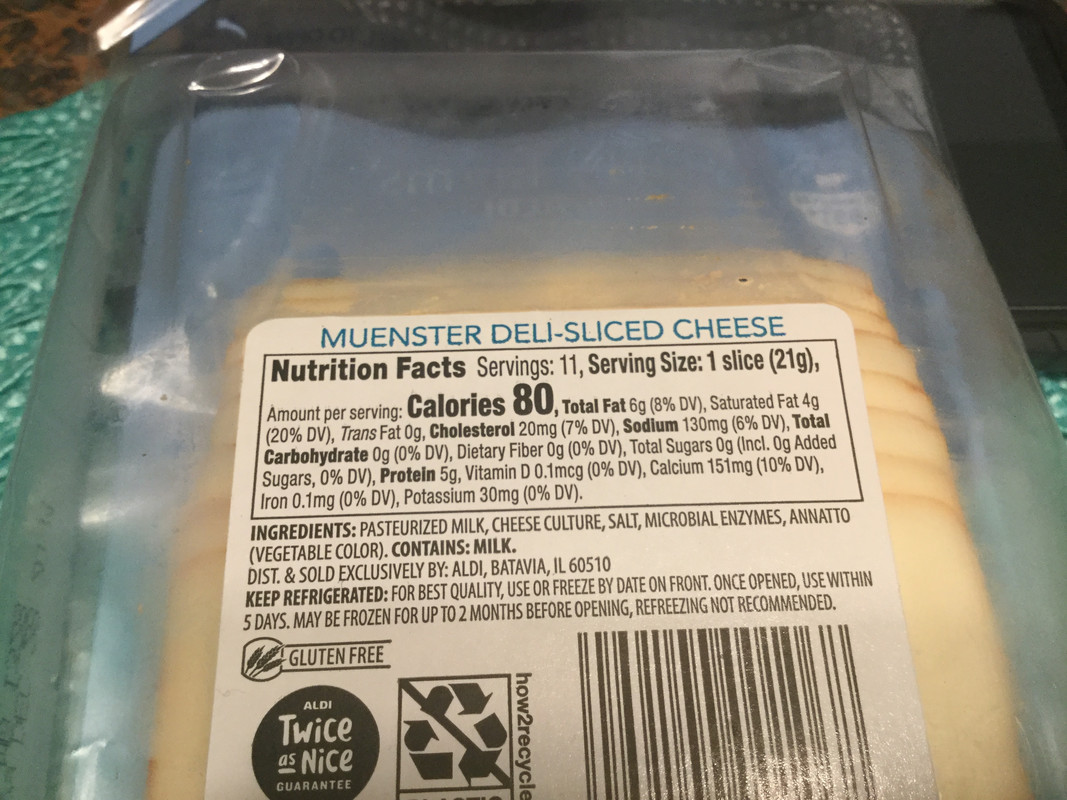 MUENSTER DELI-SLICED CHEESE
Nutrition Facts Servings: 11, Serving Size: 1 slice (21g),
Amount per serving: Calories 80, Total Fat 6g (8% DV), Saturated Fat 4g
(20% DV), Trans Fat 0g, Cholesterol 20mg (7% DV), Sodium 130mg (6% DV), Total
Carbohydrate 0g (0% DV), Dietary Fiber 0g (0% DV), Total Sugars 0g (Incl. 0g Added
Sugars, 0% DV), Protein 5g, Vitamin D 0.1mcg (0% DV), Calcium 151mg (10% DV),
Iron 0.1mg (0% DV), Potassium 30mg (0% DV).
INGREDIENTS: PASTEURIZED MILK, CHEESE CULTURE, SALT, MICROBIAL ENZYMES, ANNATTO
(VEGETABLE COLOR). CONTAINS: MILK.
DIST. & SOLD EXCLUSIVELY BY: ALDI, BATAVIA, IL 60510
KEEP REFRIGERATED: FOR BEST QUALITY, USE OR FREEZE BY DATE ON FRONT. ONCE OPENED, USE WITHIN
5 DAYS. MAY BE FROZEN FOR UP TO 2 MONTHS BEFORE OPENING, REFREEZING NOT RECOMMENDED.
GLUTEN FREE
ALDI
Twice
as Nice
GUARANTEE
how2recycle